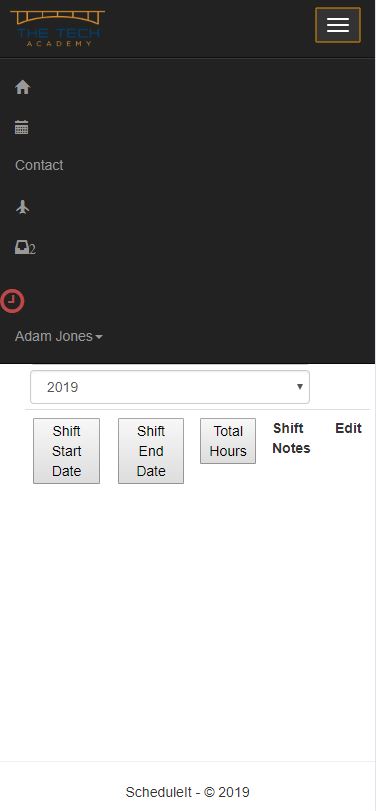 THE TECH
ACADEMY
Contact
2
Adam Jones
2019
Shift Start Date
Shift End Date
Total Hours
Shift Notes
Edit
ScheduleIt - © 2019